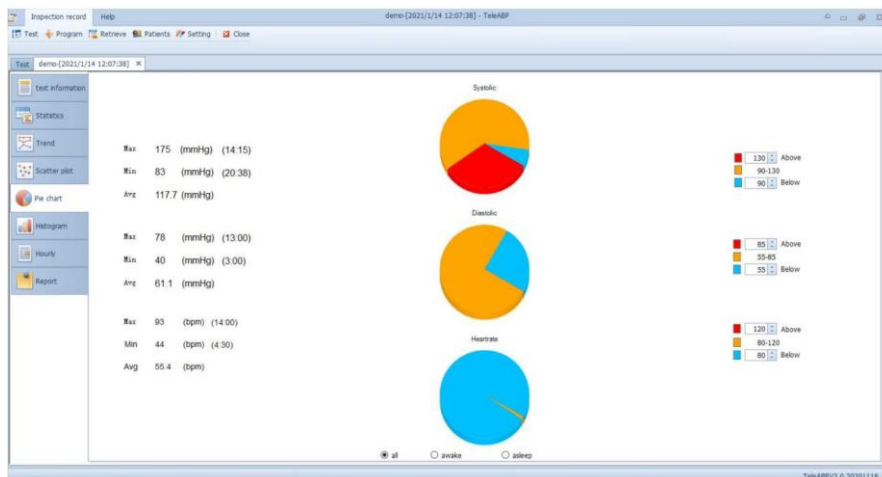 Inspection record Help demo-[2021/1/14 12:07:38] - TeleABP
Test Program Retrieve Patients Setting Close
Test demo-[2021/1/14 12:07:38]
test information
Statistics
Trend
Scatter plot
Pie chart
Histogram
Hourly
Report
Systolic
Max 175 (mmHg) (14:15)
Min 83 (mmHg) (20:38)
Avg 117.7 (mmHg)
130 Above
90-130
90 Below
Diastolic
Max 78 (mmHg) (13:00)
Min 40 (mmHg) (3:00)
Avg 61.1 (mmHg)
85 Above
55-85
55 Below
Heartrate
Max 93 (bpm) (14:00)
Min 44 (bpm) (4:30)
Avg 55.4 (bpm)
120 Above
80-120
80 Below
all awake asleep
TeleABPV3.0.20201116